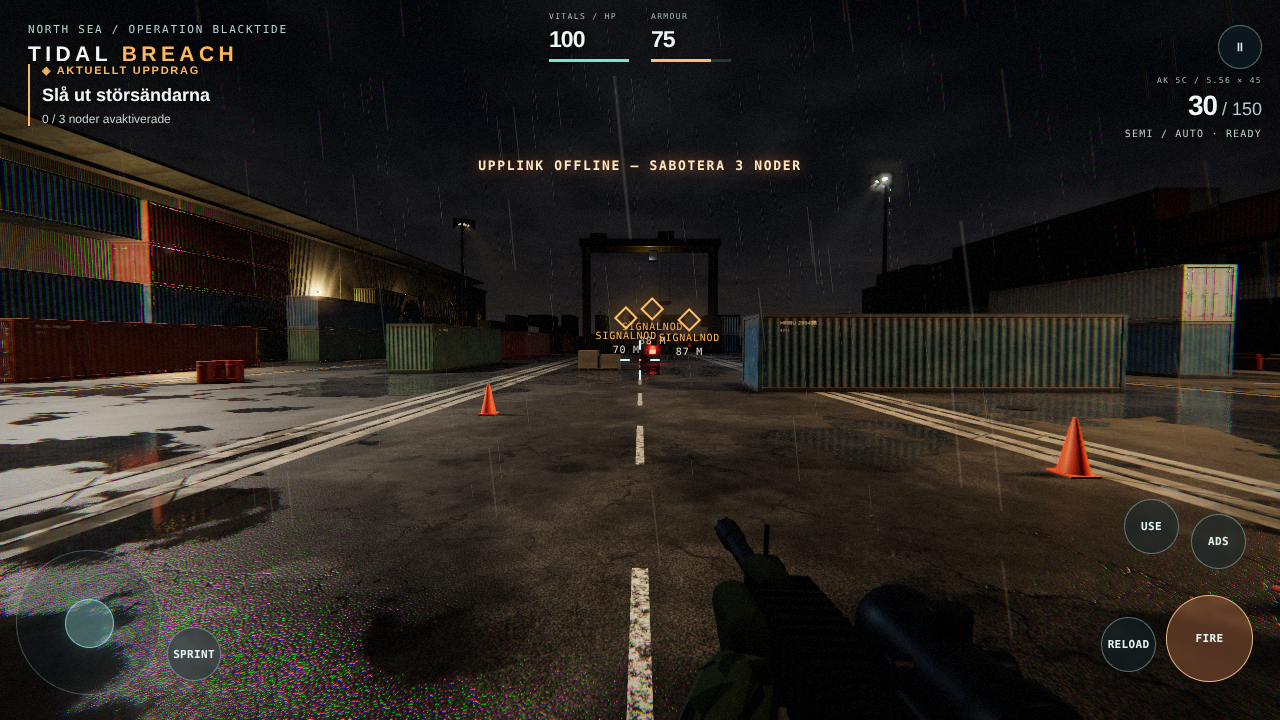 NORTH SEA / OPERATION BLACKTIDE
TIDAL BREACH
◈ AKTUELLT UPPDRAG
Slå ut störsändarna
0 / 3 noder avaktiverade
VITALS / HP
100
ARMOUR
75
⏸
AK 5C / 5.56 × 45
30 / 150
SEMI / AUTO · READY
UPPLINK OFFLINE — SABOTERA 3 NODER
SIGNALNOD
SIGNALNOD
70 M
SIGNALNOD
87 M
USE
ADS
SPRINT
RELOAD
FIRE